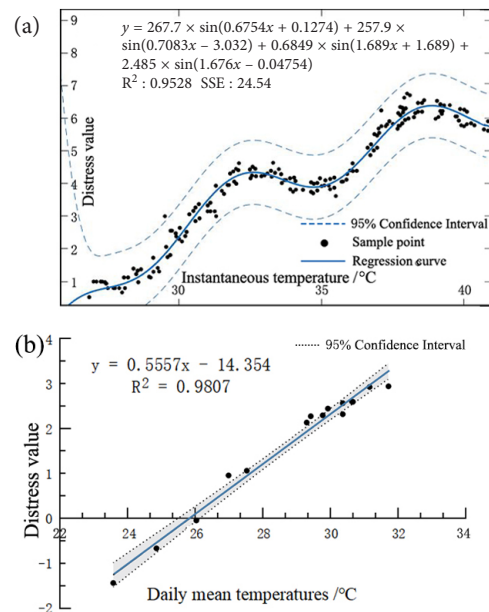 (a)
y = 267.7 × sin(0.6754x + 0.1274) + 257.9 ×
sin(0.7083x − 3.032) + 0.6849 × sin(1.689x + 1.689) +
2.485 × sin(1.676x − 0.04754)
R² : 0.9528 SSE : 24.54
9
8
7
6
5
4
3
2
1
Distress value
95% Confidence Interval
Sample point
Regression curve
Instantaneous temperature /°C
30
35
40
(b)
4
3
2
1
0
-1
-2
y = 0.5557x − 14.354
R² = 0.9807
95% Confidence Interval
Distress value
22
24
26
28
30
32
34
Daily mean temperatures /°C